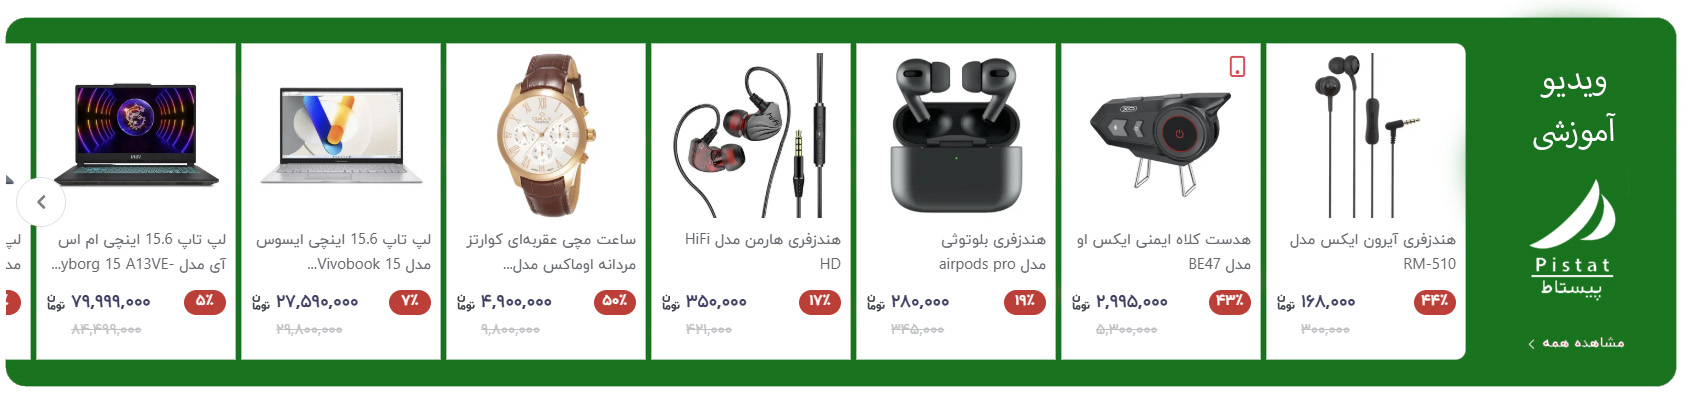 ویدیو
آموزشی
Pistat
پیستاط
مشاهده همه
هندزفری آیرون ایکس مدل
RM-510
۴۴٪
۱۶۸,۰۰۰ تومان
۳۰۰,۰۰۰
هدست کلاه ایمنی ایکس او
مدل BE47
۴۳٪
۲,۹۹۵,۰۰۰ تومان
۵,۳۰۰,۰۰۰
هندزفری بلوتوثی
مدل airpods pro
۱۹٪
۲۸۰,۰۰۰ تومان
۳۴۵,۰۰۰
هندزفری هارمن مدل HiFi
HD
۱۷٪
۳۵۰,۰۰۰ تومان
۴۲۱,۰۰۰
ساعت مچی عقربه‌ای کوارتز
مردانه اوماکس مدل...
۵۰٪
۴,۹۰۰,۰۰۰ تومان
۹,۸۰۰,۰۰۰
لپ تاپ 15.6 اینچی ایسوس
مدل Vivobook 15...
۷٪
۲۷,۵۹۰,۰۰۰ تومان
۲۹,۸۰۰,۰۰۰
لپ تاپ 15.6 اینچی ام اس
آی مدل yborg 15 A13VE-...
۵٪
۷۹,۹۹۹,۰۰۰ تومان
۸۴,۴۹۹,۰۰۰
لپ
مد